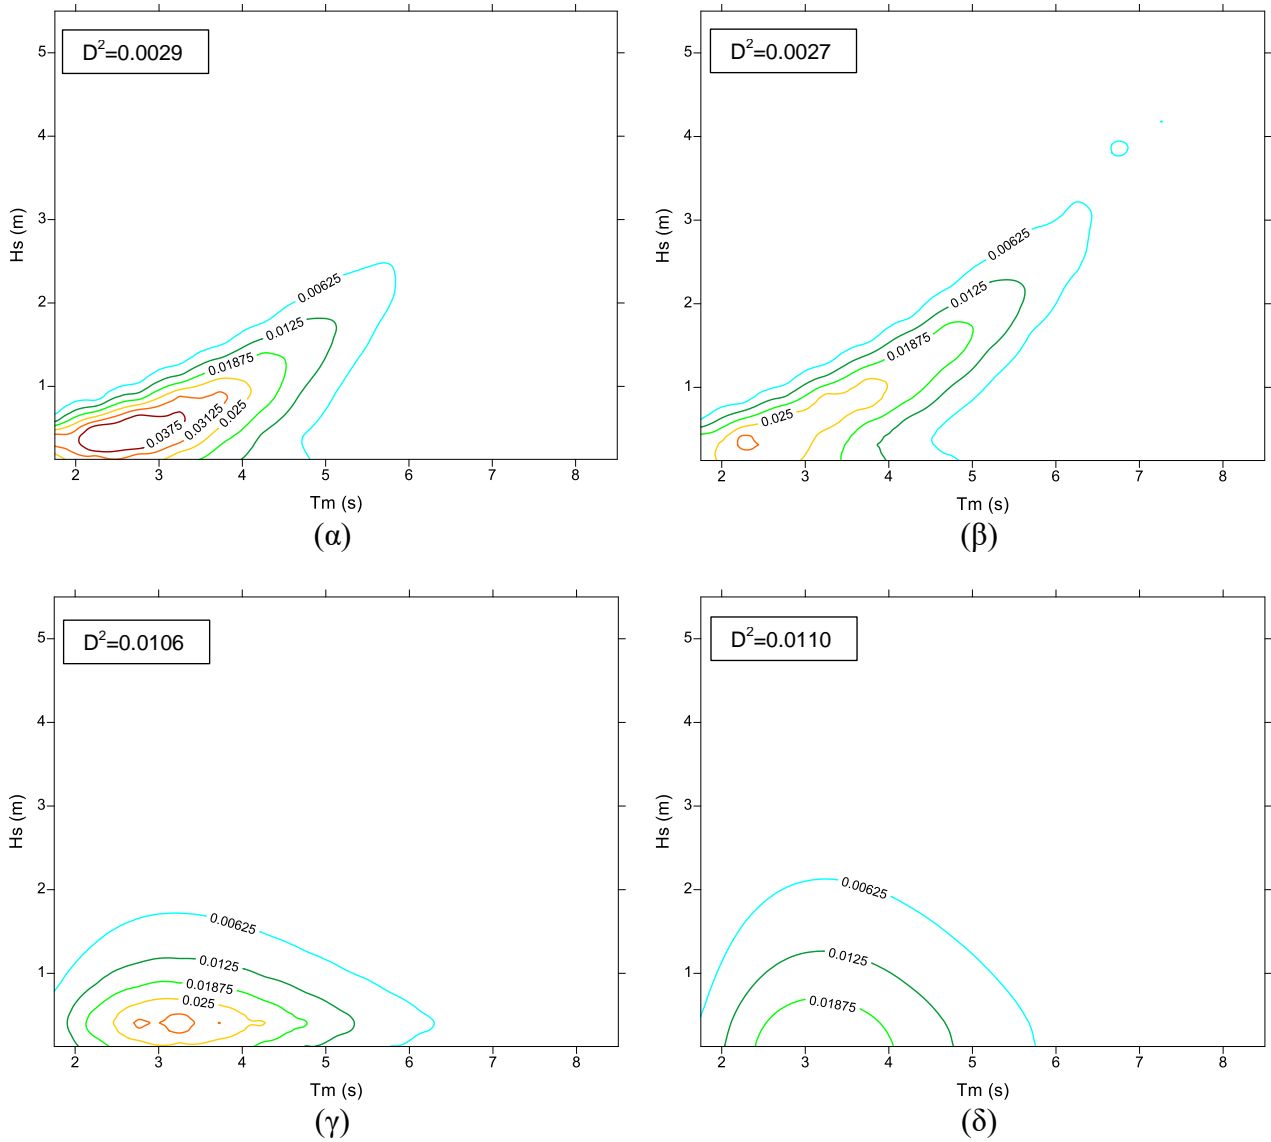 D²=0.0029
5
4
3
2
1
Hs (m)
0.00625
0.0125
0.01875
0.025
0.03125
0.0375
2 3 4 5 6 7 8
Tm (s)
(α)
D²=0.0027
5
4
3
2
1
Hs (m)
0.00625
0.0125
0.01875
0.025
2 3 4 5 6 7 8
Tm (s)
(β)
D²=0.0106
5
4
3
2
1
Hs (m)
0.00625
0.0125
0.01875
0.025
2 3 4 5 6 7 8
Tm (s)
(γ)
D²=0.0110
5
4
3
2
1
Hs (m)
0.00625
0.0125
0.01875
2 3 4 5 6 7 8
Tm (s)
(δ)